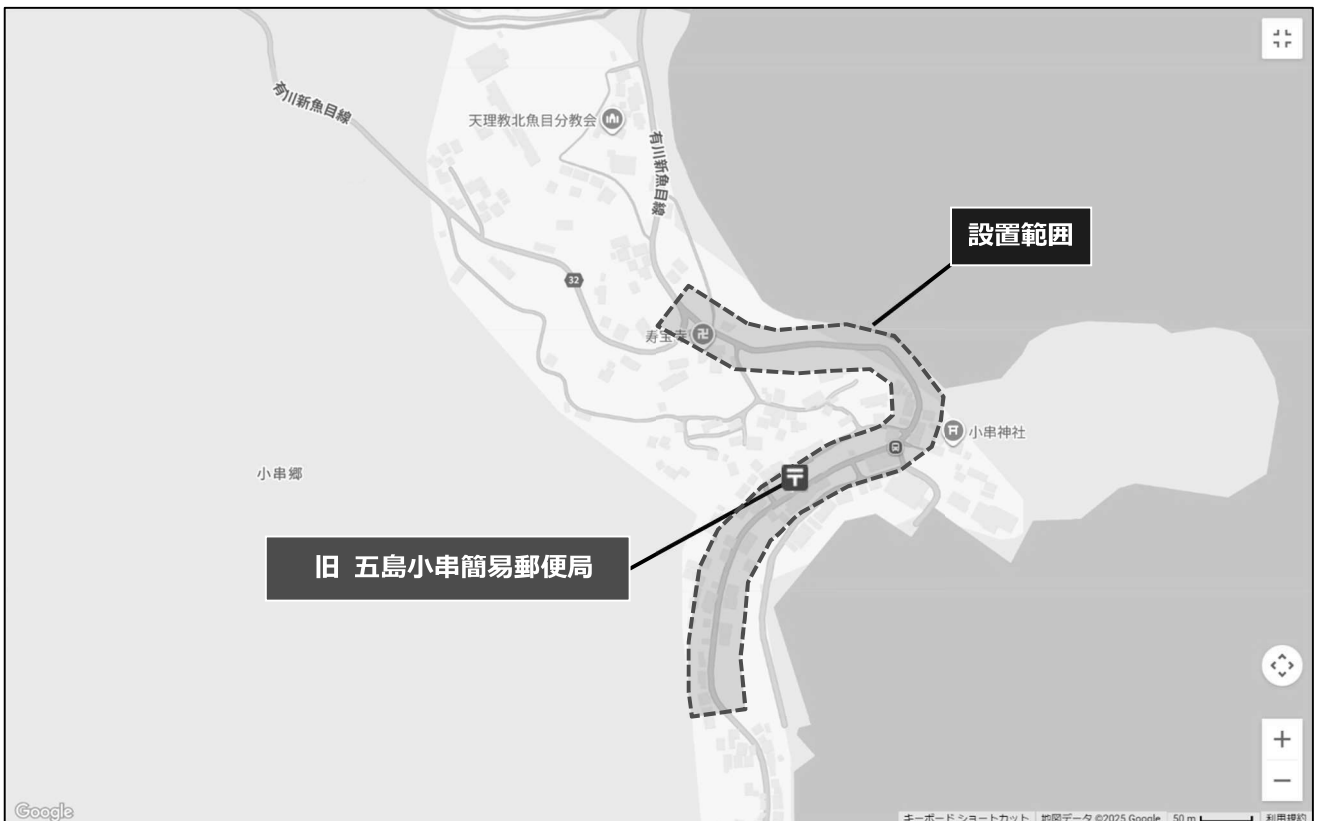 有川新魚目線
天理教北魚目分教会
有川新魚目線
設置範囲
32
寿宝寺
小串神社
小串郷
旧 五島小串簡易郵便局
Google
キーボード ショートカット 地図データ ©2025 Google 50 m 利用規約